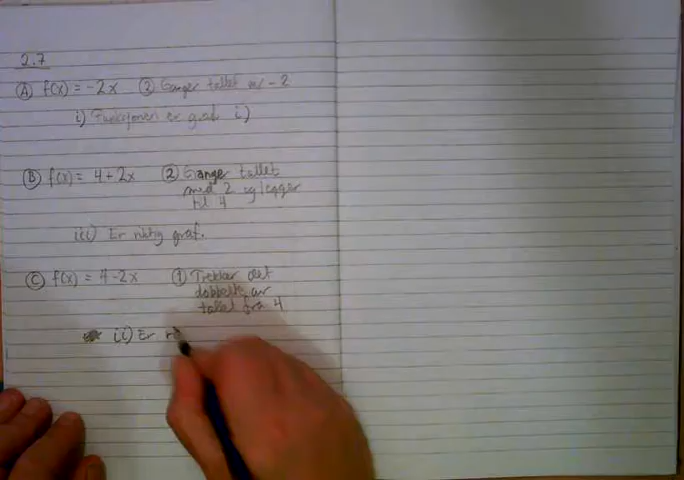 2.7
A f(x) = -2x 3 Ganger tallet av -2
i) Funksjonen er graf i)
B f(x) = 4+2x 2 Ganger tallet
med 2 og legger
til 4
iii) Er riktig graf.
C f(x) = 4-2x 1 Trekker det
dobbelte av
tallet fra 4
ii) Er